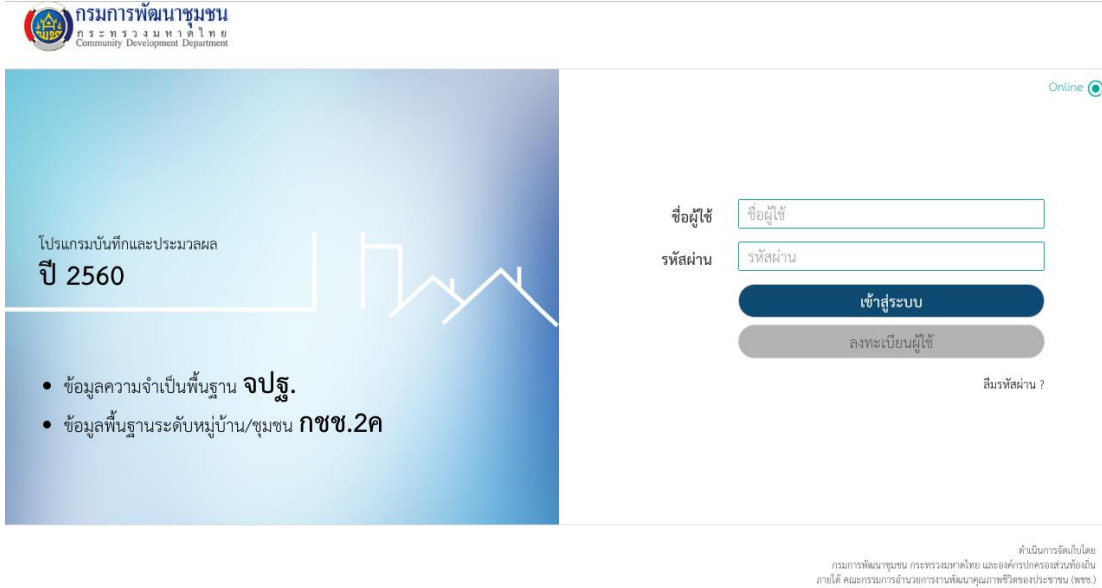 กรมการพัฒนาชุมชน
กระทรวงมหาดไทย
Community Development Department
Online
โปรแกรมบันทึกและประมวลผล
ปี 2560
• ข้อมูลความจำเป็นพื้นฐาน จปฐ.
• ข้อมูลพื้นฐานระดับหมู่บ้าน/ชุมชน กชช.2ค
ชื่อผู้ใช้ ชื่อผู้ใช้
รหัสผ่าน รหัสผ่าน
เข้าสู่ระบบ
ลงทะเบียนผู้ใช้
ลืมรหัสผ่าน ?
ดำเนินการจัดเก็บโดย
กรมการพัฒนาชุมชน กระทรวงมหาดไทย และองค์กรปกครองส่วนท้องถิ่น
ภายใต้ คณะกรรมการอำนวยการงานพัฒนาคุณภาพชีวิตของประชาชน (พชช.)